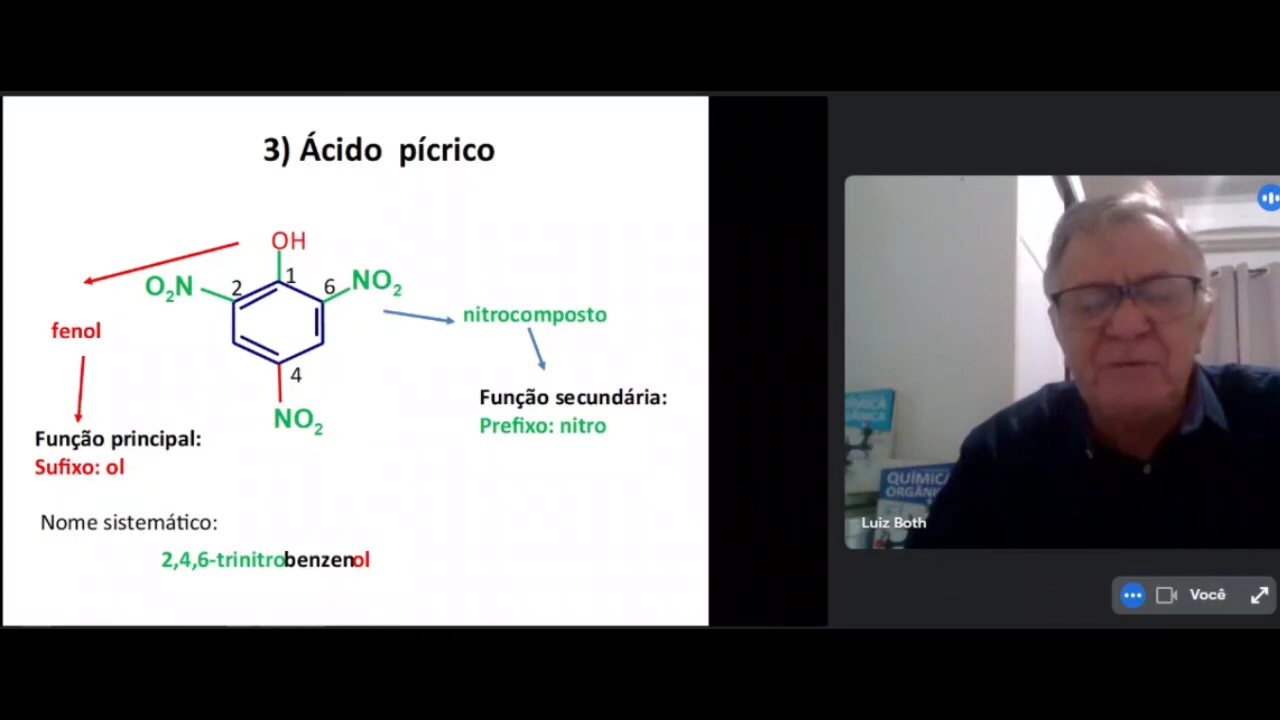 3) Ácido pícrico
OH
O₂N
2
1
6
NO₂
nitrocomposto
fenol
4
Função secundária:
Prefixo: nitro
NO₂
Função principal:
Sufixo: ol
Nome sistemático:
2,4,6-trinitrobenzenol
QUÍMICA
Luiz Both
Você